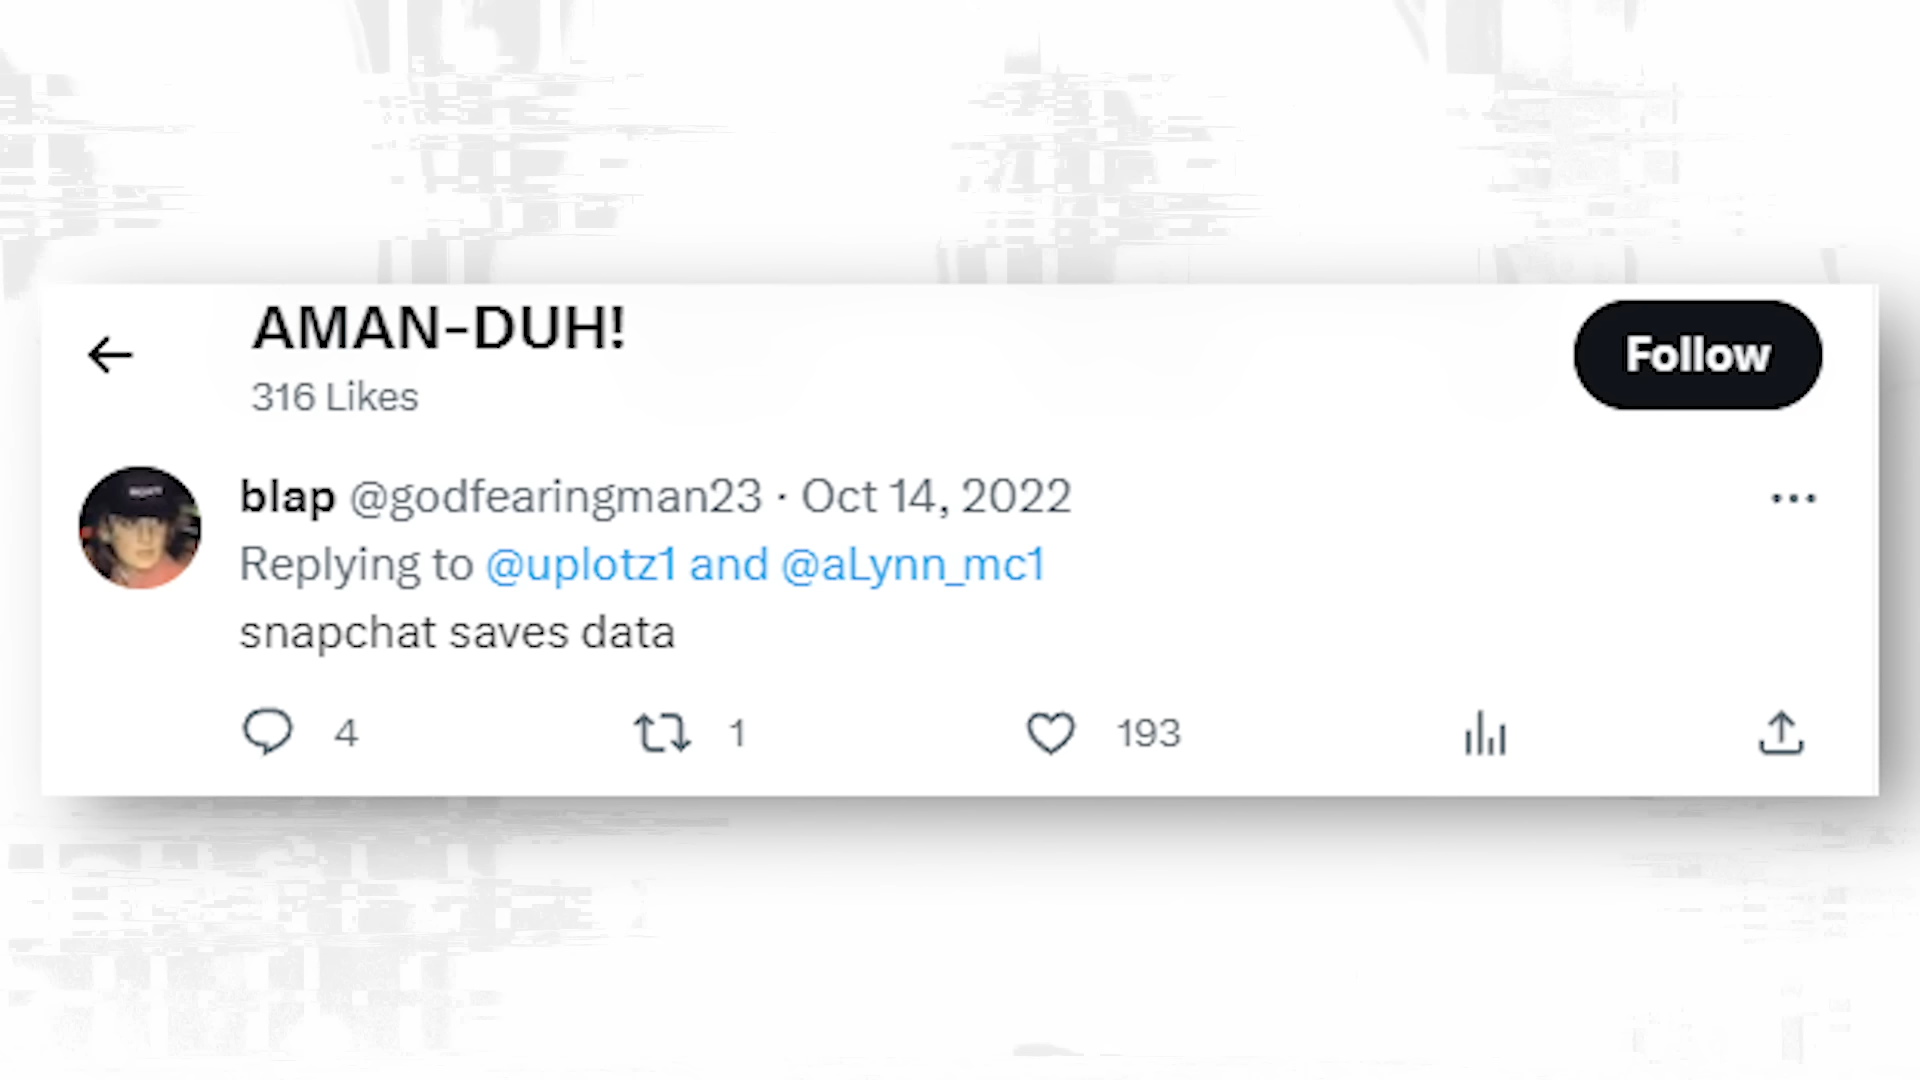 AMAN-DUH!
316 Likes
Follow
blap @godfearingman23 · Oct 14, 2022
Replying to @uplotz1 and @aLynn_mc1
snapchat saves data
4 1 193